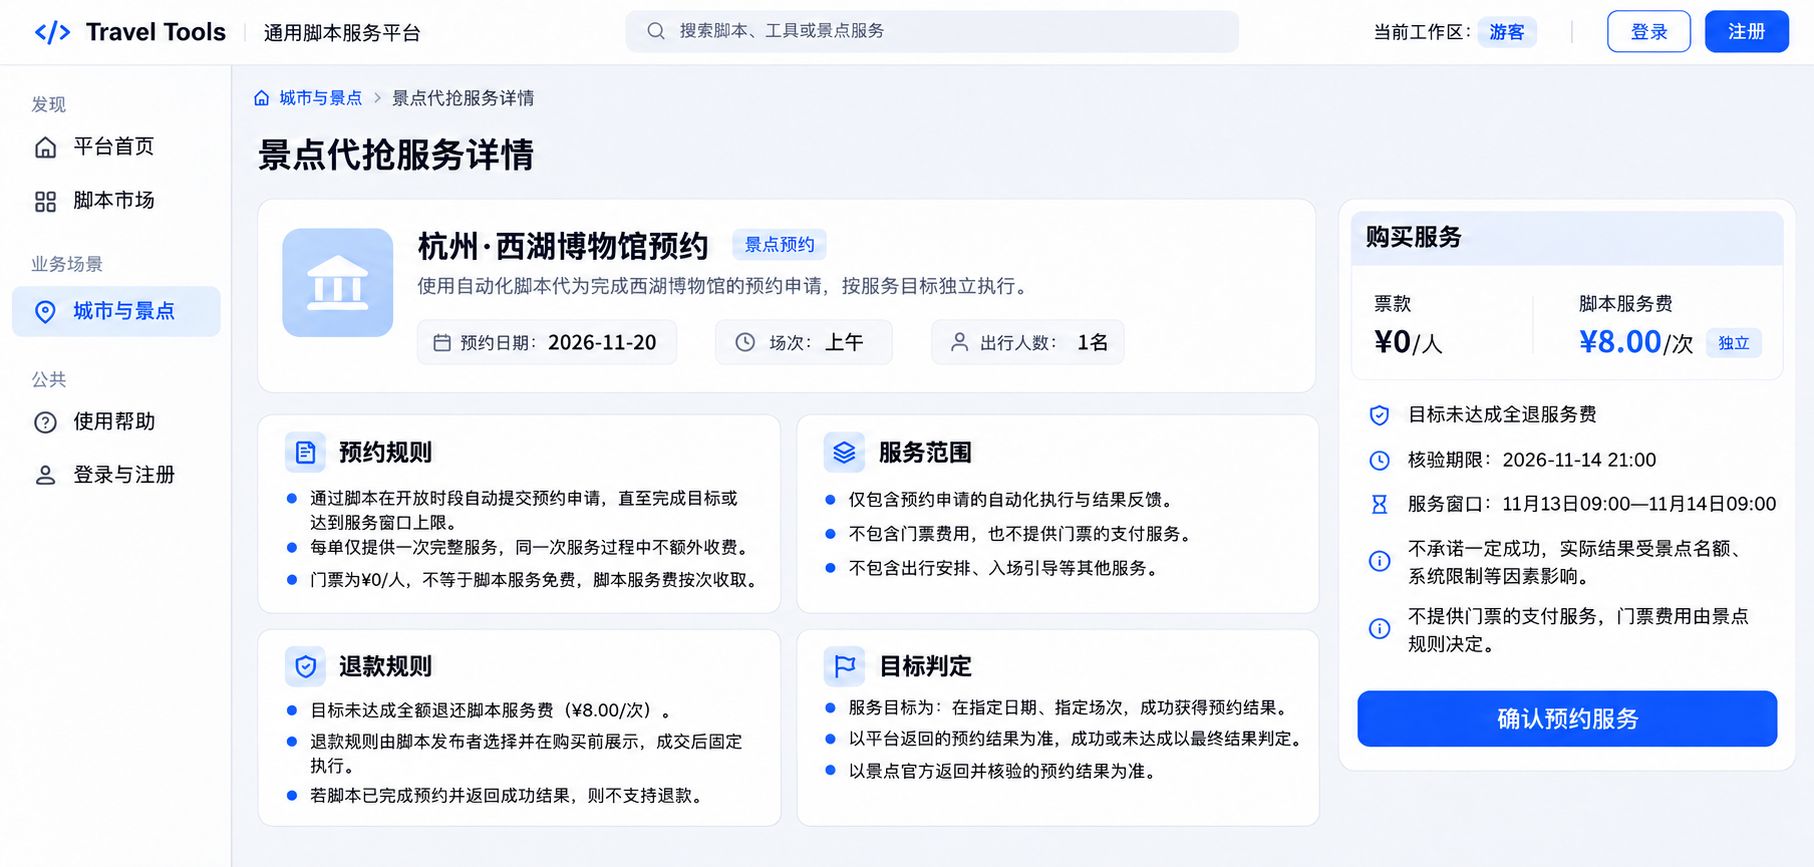 </> Travel Tools
通用脚本服务平台
搜索脚本、工具或景点服务
当前工作区：
游客
登录
注册
发现
平台首页
脚本市场
业务场景
城市与景点
公共
使用帮助
登录与注册
城市与景点 > 景点代抢服务详情
景点代抢服务详情
杭州·西湖博物馆预约
景点预约
使用自动化脚本代为完成西湖博物馆的预约申请，按服务目标独立执行。
预约日期：2026-11-20
场次：上午
出行人数：1名
预约规则
通过脚本在开放时段自动提交预约申请，直至完成目标或
达到服务窗口上限。
每单仅提供一次完整服务，同一次服务过程中不额外收费。
门票为¥0/人，不等于脚本服务免费，脚本服务费按次收取。
服务范围
仅包含预约申请的自动化执行与结果反馈。
不包含门票费用，也不提供门票的支付服务。
不包含出行安排、入场引导等其他服务。
退款规则
目标未达成全额退还脚本服务费（¥8.00/次）。
退款规则由脚本发布者选择并在购买前展示，成交后固定
执行。
若脚本已完成预约并返回成功结果，则不支持退款。
目标判定
服务目标为：在指定日期、指定场次，成功获得预约结果。
以平台返回的预约结果为准，成功或未达成以最终结果判定。
以景点官方返回并核验的预约结果为准。
购买服务
票款
¥0/人
脚本服务费
¥8.00/次
独立
目标未达成全退服务费
核验期限：2026-11-14 21:00
服务窗口：11月13日09:00—11月14日09:00
不承诺一定成功，实际结果受景点名额、
系统限制等因素影响。
不提供门票的支付服务，门票费用由景点
规则决定。
确认预约服务